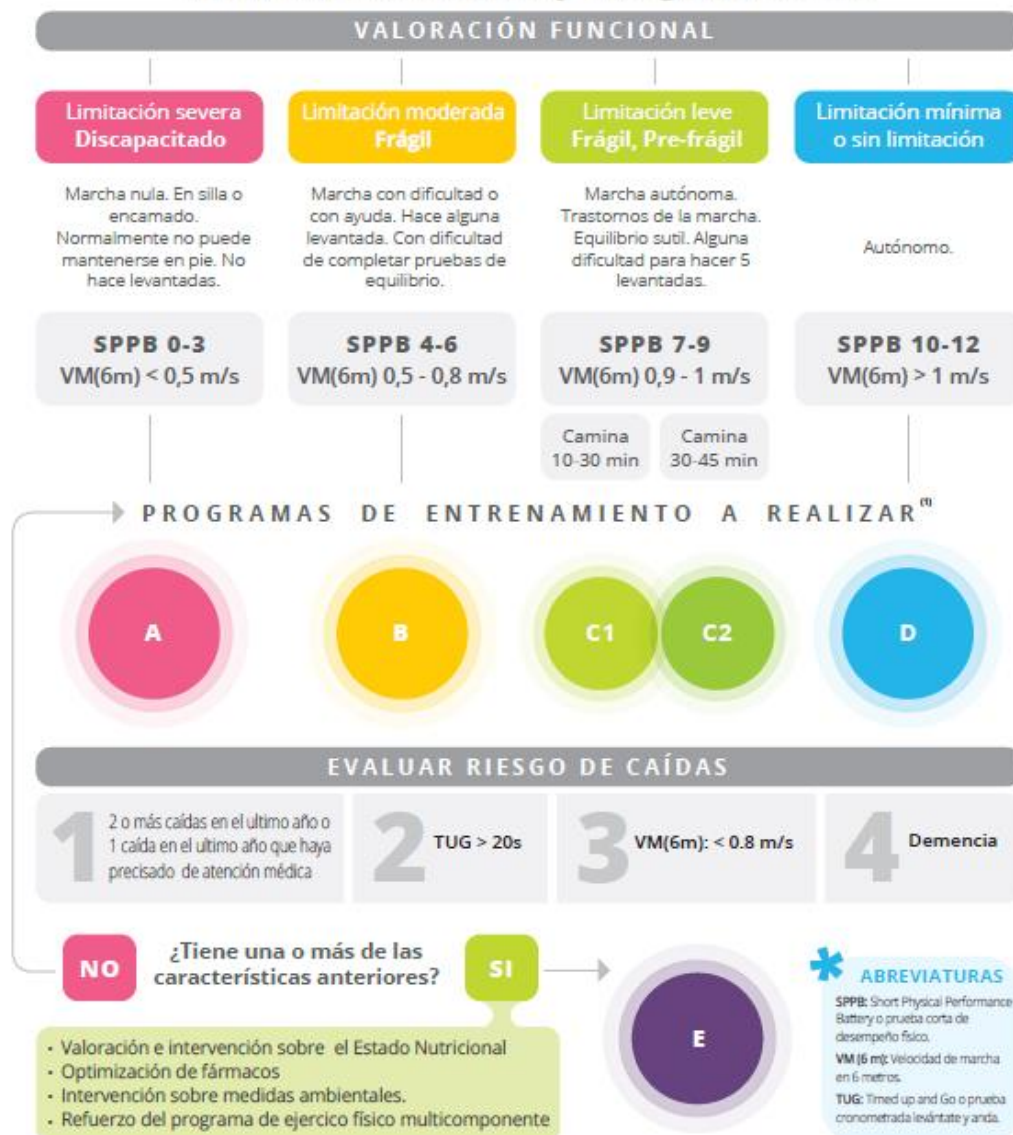 VALORACIÓN FUNCIONAL
Limitación severa
Discapacitado
Marcha nula. En silla o
encamado.
Normalmente no puede
mantenerse en pie. No
hace levantadas.
SPPB 0-3
VM(6m) < 0,5 m/s
Limitación moderada
Frágil
Marcha con dificultad o
con ayuda. Hace alguna
levantada. Con dificultad
de completar pruebas de
equilibrio.
SPPB 4-6
VM(6m) 0,5 - 0,8 m/s
Limitación leve
Frágil, Pre-frágil
Marcha autónoma.
Trastornos de la marcha.
Equilibrio sutil. Alguna
dificultad para hacer 5
levantadas.
SPPB 7-9
VM(6m) 0,9 - 1 m/s
Camina
10-30 min
Camina
30-45 min
Limitación mínima
o sin limitación
Autónomo.
SPPB 10-12
VM(6m) > 1 m/s
PROGRAMAS DE ENTRENAMIENTO A REALIZAR(1)
A
B
C1
C2
D
EVALUAR RIESGO DE CAÍDAS
1
2 o más caídas en el ultimo año o
1 caída en el ultimo año que haya
precisado de atención médica
2
TUG > 20s
3
VM(6m): < 0.8 m/s
4
Demencia
NO
¿Tiene una o más de las
características anteriores?
SI
E
• Valoración e intervención sobre el Estado Nutricional
• Optimización de fármacos
• Intervención sobre medidas ambientales.
• Refuerzo del programa de ejercico físico multicomponente
* ABREVIATURAS
SPPB: Short Physical Performance
Battery o prueba corta de
desempeño físico.
VM (6 m): Velocidad de marcha
en 6 metros.
TUG: Timed up and Go o prueba
cronometrada levántate y anda.